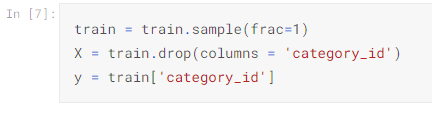 In [7]:
train = train.sample(frac=1)
X = train.drop(columns = 'category_id')
y = train['category_id']